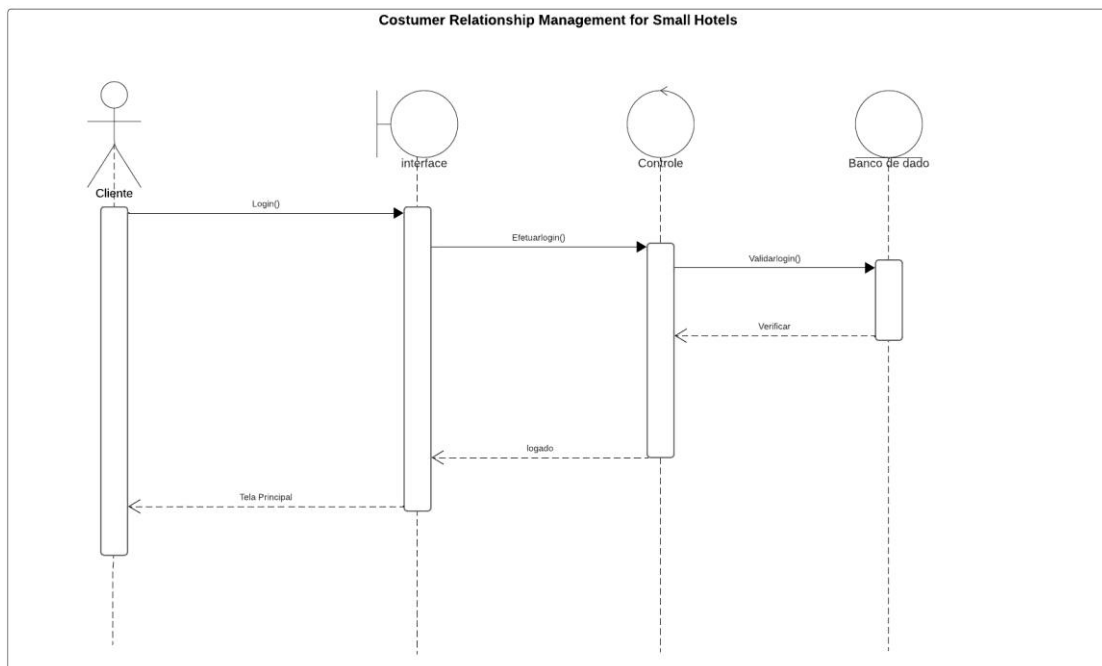 Costumer Relationship Management for Small Hotels
interface
Controle
Banco de dado
Cliente
Login()
Efetuarlogin()
Validarlogin()
Verificar
logado
Tela Principal